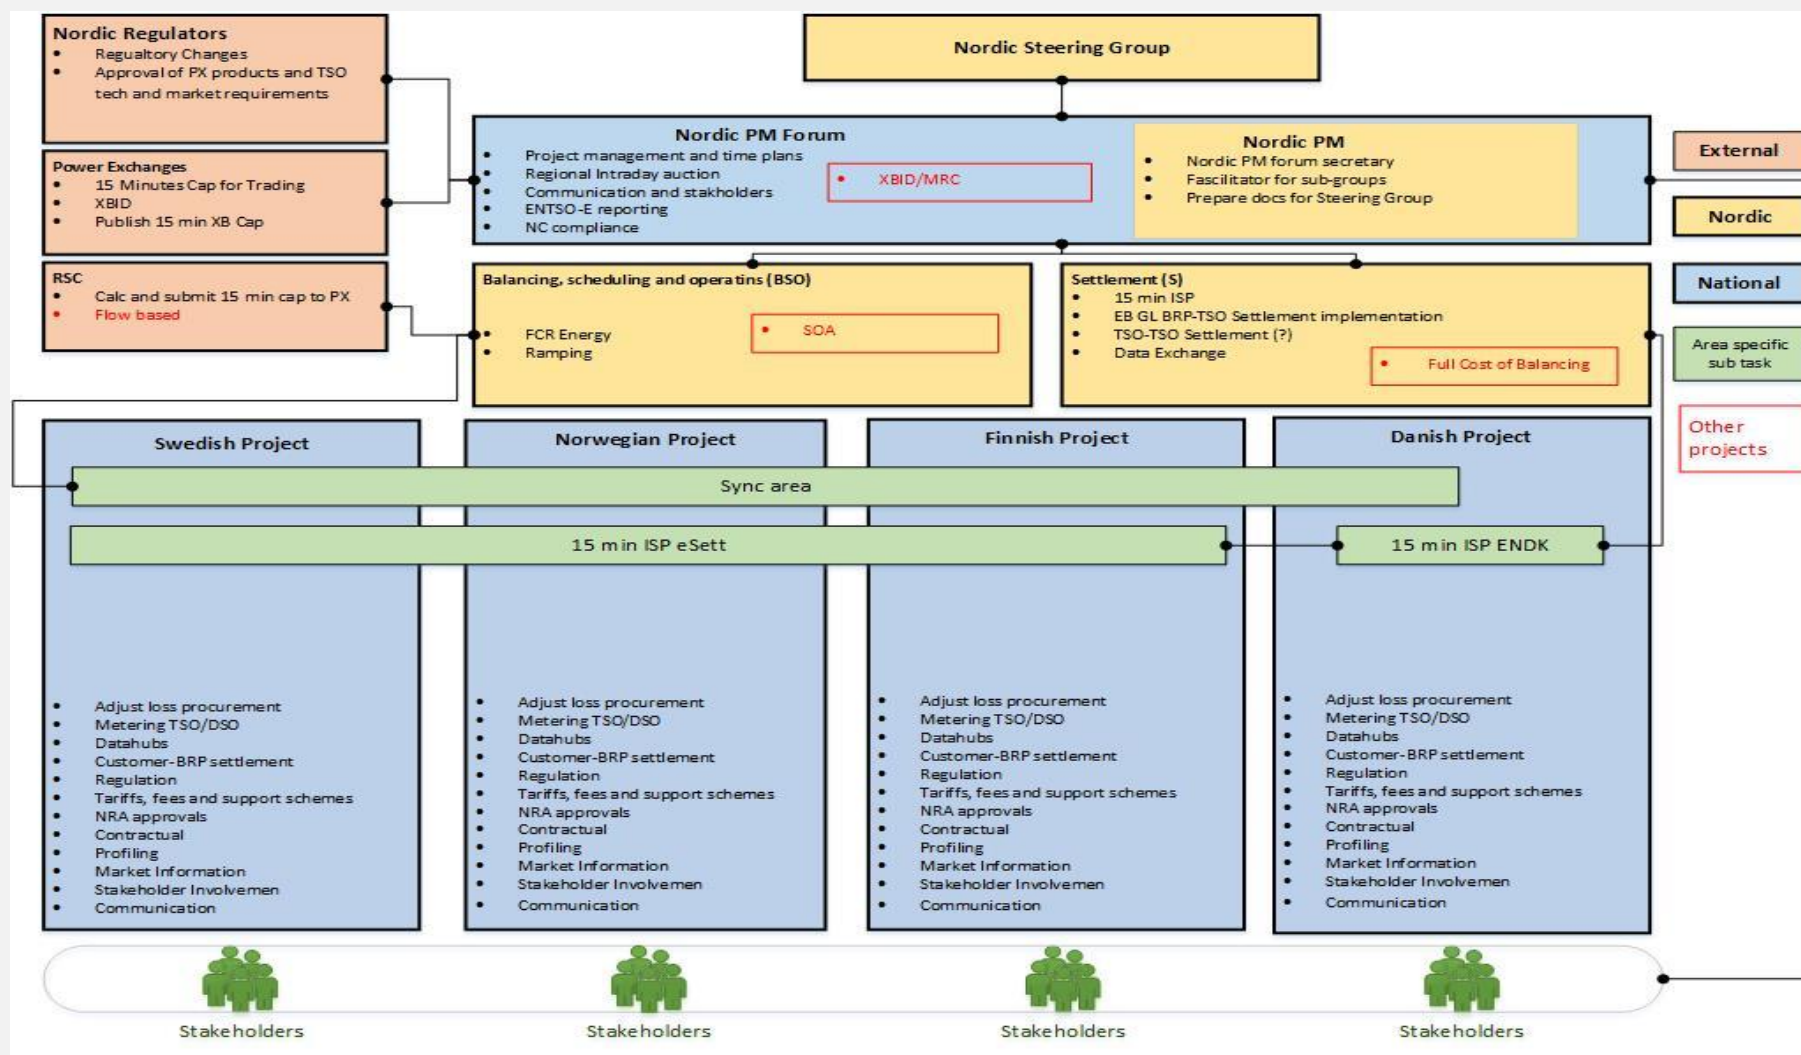 Nordic Regulators
• Regualtory Changes
• Approval of PX products and TSO
tech and market requirements
Power Exchanges
• 15 Minutes Cap for Trading
• XBID
• Publish 15 min XB Cap
RSC
• Calc and submit 15 min cap to PX
• Flow based
Nordic Steering Group
Nordic PM Forum
• Project management and time plans
• Regional Intraday auction
• Communication and stakholders
• ENTSO-E reporting
• NC compliance
• XBID/MRC
Nordic PM
• Nordic PM forum secretary
• Fascilitator for sub-groups
• Prepare docs for Steering Group
Balancing, scheduling and operatins (BSO)
• FCR Energy
• Ramping
• SOA
Settlement (S)
• 15 min ISP
• EB GL BRP-TSO Settlement implementation
• TSO-TSO Settlement (?)
• Data Exchange
• Full Cost of Balancing
External
Nordic
National
Area specific
sub task
Other
projects
Swedish Project
Norwegian Project
Finnish Project
Danish Project
Sync area
15 min ISP eSett
15 min ISP ENDK
• Adjust loss procurement
• Metering TSO/DSO
• Datahubs
• Customer-BRP settlement
• Regulation
• Tariffs, fees and support schemes
• NRA approvals
• Contractual
• Profiling
• Market Information
• Stakeholder Involvemen
• Communication
• Adjust loss procurement
• Metering TSO/DSO
• Datahubs
• Customer-BRP settlement
• Regulation
• Tariffs, fees and support schemes
• NRA approvals
• Contractual
• Profiling
• Market Information
• Stakeholder Involvemen
• Communication
• Adjust loss procurement
• Metering TSO/DSO
• Datahubs
• Customer-BRP settlement
• Regulation
• Tariffs, fees and support schemes
• NRA approvals
• Contractual
• Profiling
• Market Information
• Stakeholder Involvemen
• Communication
• Adjust loss procurement
• Metering TSO/DSO
• Datahubs
• Customer-BRP settlement
• Regulation
• Tariffs, fees and support schemes
• NRA approvals
• Contractual
• Profiling
• Market Information
• Stakeholder Involvemen
• Communication
Stakeholders
Stakeholders
Stakeholders
Stakeholders